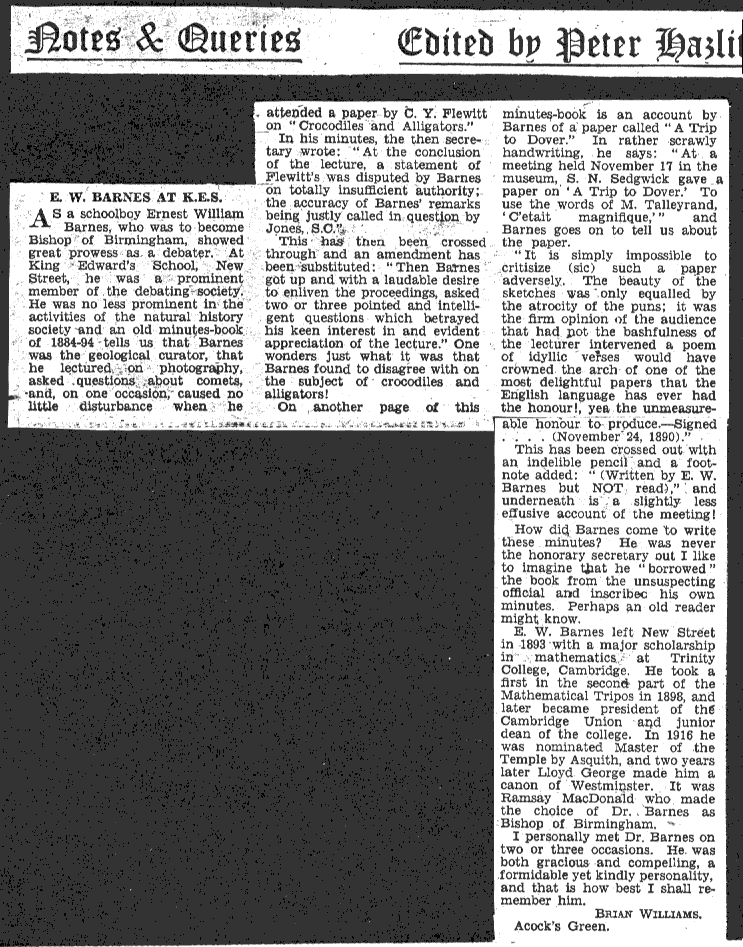 Notes & Queries
Edited by Peter Hazlit
E. W. BARNES AT K.E.S.
AS a schoolboy Ernest William
Barnes, who was to become
Bishop of Birmingham, showed
great prowess as a debater. At
King Edward's School, New
Street, he was a prominent
member of the debating society.
He was no less prominent in the
activities of the natural history
society and an old minutes-book
of 1884-94 tells us that Barnes
was the geological curator, that
he lectured on photography,
asked questions about comets,
and, on one occasion, caused no
little disturbance when he
attended a paper by C. Y. Flewitt
on "Crocodiles and Alligators."
In his minutes, the then secre-
tary wrote: "At the conclusion
of the lecture, a statement of
Flewitt's was disputed by Barnes
on totally insufficient authority;
the accuracy of Barnes' remarks
being justly called in question by
Jones, S.C."
This has then been crossed
through and an amendment has
been substituted: "Then Barnes
got up and with a laudable desire
to enliven the proceedings, asked
two or three pointed and intelli-
gent questions which betrayed
his keen interest in and evident
appreciation of the lecture." One
wonders just what it was that
Barnes found to disagree with on
the subject of crocodiles and
alligators!
On another page of this
minutes-book is an account by
Barnes of a paper called "A Trip
to Dover." In rather scrawly
handwriting, he says: "At a
meeting held November 17 in the
museum, S. N. Sedgwick gave a
paper on 'A Trip to Dover.' To
use the words of M. Talleyrand,
'C'etait magnifique,'" and
Barnes goes on to tell us about
the paper.
"It is simply impossible to
critisize (sic) such a paper
adversely. The beauty of the
sketches was only equalled by
the atrocity of the puns; it was
the firm opinion of the audience
that had not the bashfulness of
the lecturer intervened a poem
of idyllic verses would have
crowned the arch of one of the
most delightful papers that the
English language has ever had
the honour!, yea the unmeasure-
able honour to produce.—Signed
. . . . (November 24, 1890)."
This has been crossed out with
an indelible pencil and a foot-
note added: "(Written by E. W.
Barnes but NOT read)," and
underneath is a slightly less
effusive account of the meeting!
How did Barnes come to write
these minutes? He was never
the honorary secretary but I like
to imagine that he "borrowed"
the book from the unsuspecting
official and inscribed his own
minutes. Perhaps an old reader
might know.
E. W. Barnes left New Street
in 1893 with a major scholarship
in mathematics at Trinity
College, Cambridge. He took a
first in the second part of the
Mathematical Tripos in 1898, and
later became president of the
Cambridge Union and junior
dean of the college. In 1916 he
was nominated Master of the
Temple by Asquith, and two years
later Lloyd George made him a
canon of Westminster. It was
Ramsay MacDonald who made
the choice of Dr. Barnes as
Bishop of Birmingham.
I personally met Dr. Barnes on
two or three occasions. He was
both gracious and compelling, a
formidable yet kindly personality,
and that is how best I shall re-
member him.
BRIAN WILLIAMS.
Acock's Green.